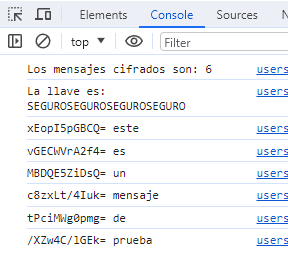 Elements Console Sources
top Filter
Los mensajes cifrados son: 6 users
La llave es: users
SEGUROSEGUROSEGUROSEGURO
xEopI5pGBCQ= este users
vGECWVrA2f4= es users
MBDQE5ZiDsQ= un users
c8zxLt/4Iuk= mensaje users
tPciMWg0pmg= de users
/XZw4C/lGEk= prueba users